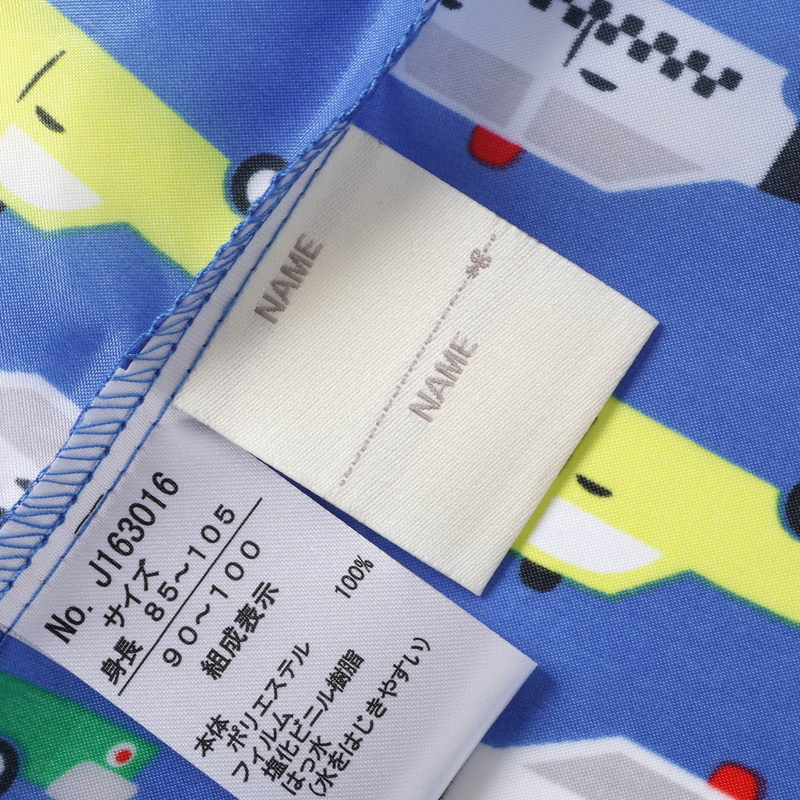 NAME
NAME
No. J163016
サイズ
身長 85～105
90～100
組成表示
本体
ポリエステル 100%
フィルム
塩化ビニル樹脂
はっ水
(水をはじきやすい)